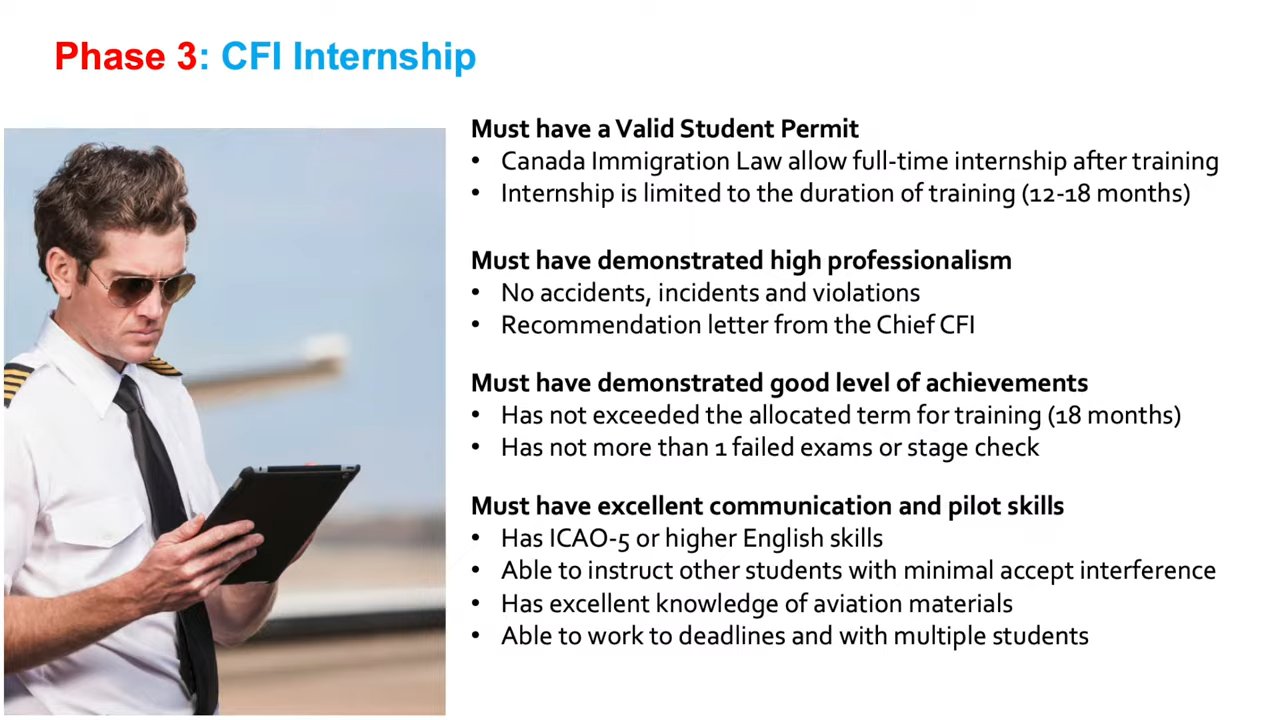 Phase 3: CFI Internship
Must have a Valid Student Permit
• Canada Immigration Law allow full-time internship after training
• Internship is limited to the duration of training (12-18 months)
Must have demonstrated high professionalism
• No accidents, incidents and violations
• Recommendation letter from the Chief CFI
Must have demonstrated good level of achievements
• Has not exceeded the allocated term for training (18 months)
• Has not more than 1 failed exams or stage check
Must have excellent communication and pilot skills
• Has ICAO-5 or higher English skills
• Able to instruct other students with minimal accept interference
• Has excellent knowledge of aviation materials
• Able to work to deadlines and with multiple students